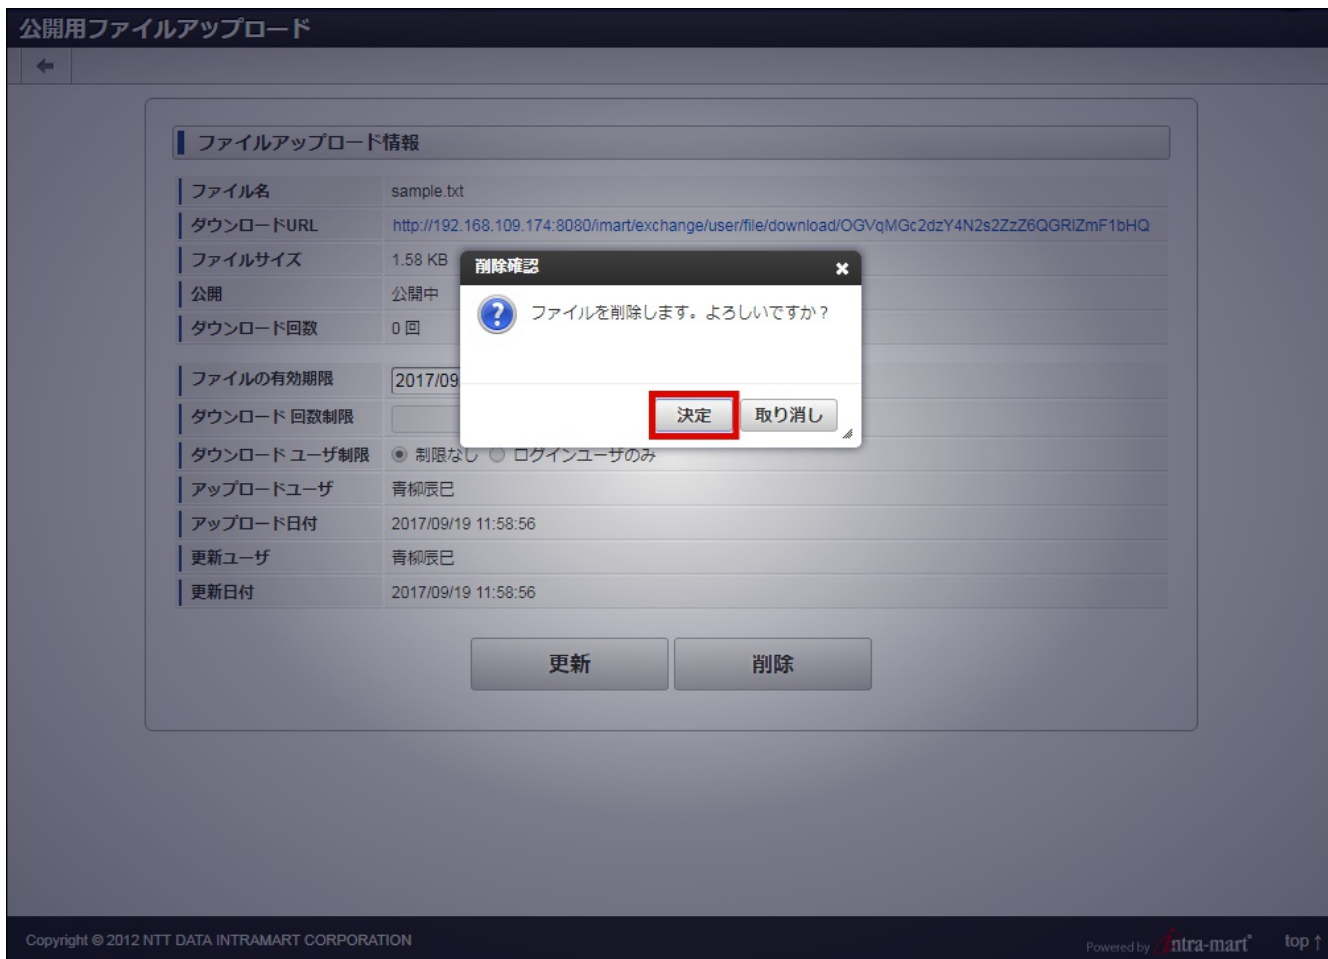 公開用ファイルアップロード
ファイルアップロード情報
ファイル名 sample.txt
ダウンロードURL http://192.168.109.174:8080/imart/exchange/user/file/download/OGVqMGc2dzY4N2s2ZzZ6QGRlZmF1bHQ
ファイルサイズ 1.58 KB
公開 公開中
ダウンロード回数 0 回
削除確認
ファイルを削除します。よろしいですか？
決定 取り消し
ファイルの有効期限 2017/09
ダウンロード 回数制限
ダウンロード ユーザ制限 制限なし ログインユーザのみ
アップロードユーザ 青柳辰巳
アップロード日付 2017/09/19 11:58:56
更新ユーザ 青柳辰巳
更新日付 2017/09/19 11:58:56
更新 削除
Copyright © 2012 NTT DATA INTRAMART CORPORATION
Powered by intra-mart® top ↑